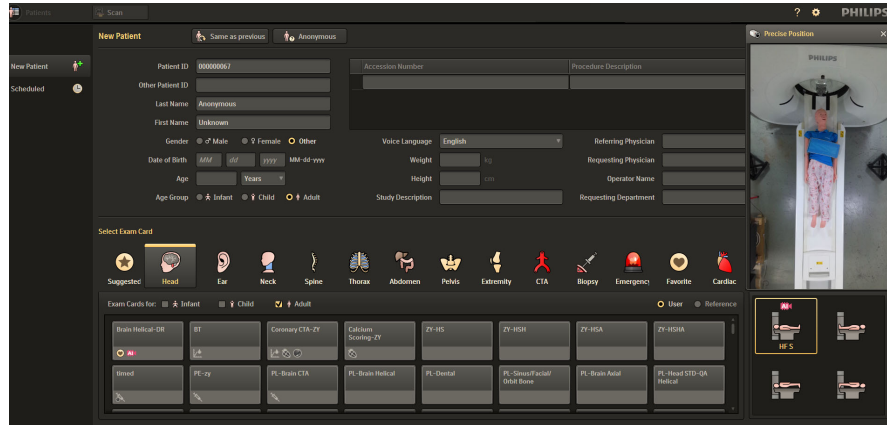 Patients
Scan
? PHILIPS
New Patient
Same as previous
Anonymous
Precise Position
×
New Patient
Scheduled
Patient ID 000000067
Other Patient ID
Last Name Anonymous
First Name Unknown
Accession Number Procedure Description
Gender ♂ Male ♀ Female Other
Date of Birth MM dd yyyy MM-dd-yyyy
Age Years
Age Group Infant Child Adult
Voice Language English
Weight kg
Height cm
Study Description
Referring Physician
Requesting Physician
Operator Name
Requesting Department
PHILIPS
Select Exam Card
Suggested Head Ear Neck Spine Thorax Abdomen Pelvis Extremity CTA Biopsy Emergency Favorite Cardiac
Exam Cards for: Infant Child Adult
User Reference
Brain Helical-DR
AI
BT
Coronary CTA-ZY
Calcium
Scoring-ZY
ZY-HS
ZY-HSH
ZY-HSA
ZY-HSHA
timed
PE-zy
PL-Brain CTA
PL-Brain Helical
PL-Dental
PL-Sinus/Facial/
Orbit Bone
PL-Brain Axial
PL-Head STD-QA
Helical
AI
HFS